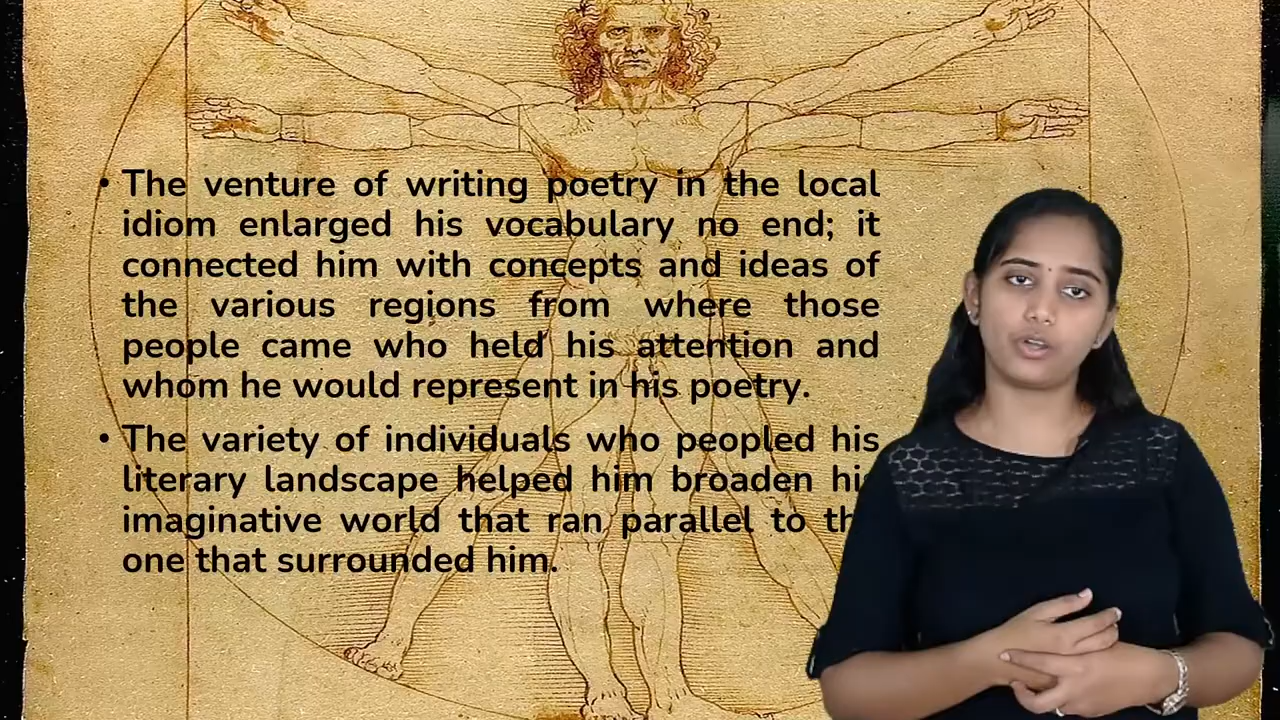 • The venture of writing poetry in the local
idiom enlarged his vocabulary no end; it
connected him with concepts and ideas of
the various regions from where those
people came who held his attention and
whom he would represent in his poetry.
• The variety of individuals who peopled his
literary landscape helped him broaden his
imaginative world that ran parallel to the
one that surrounded him.